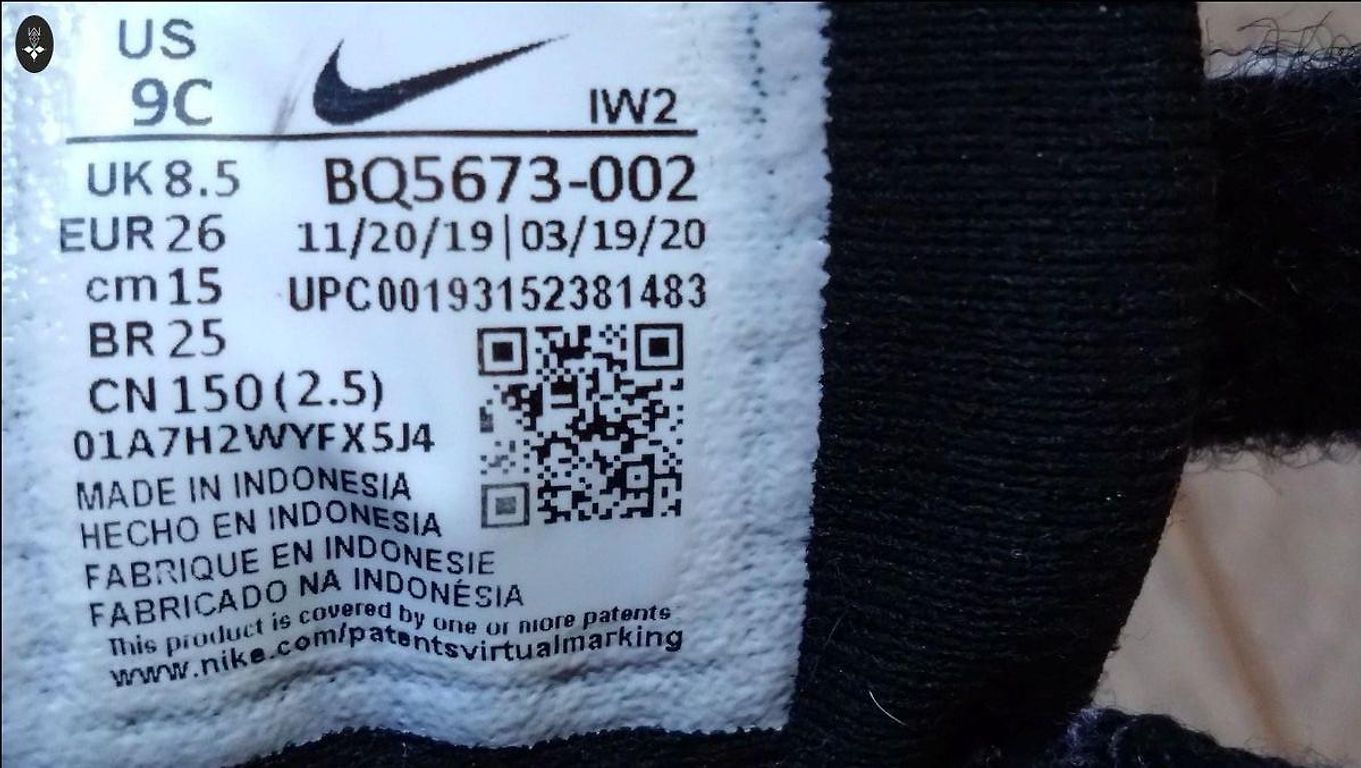 US
9C
IW2
UK 8.5
BQ5673-002
EUR 26
11/20/19|03/19/20
cm 15
UPC00193152381483
BR 25
CN 150 (2.5)
01A7H2WYFX5J4
MADE IN INDONESIA
HECHO EN INDONESIA
FABRIQUE EN INDONESIE
FABRICADO NA INDONÉSIA
This product is covered by one or more patents
www.nike.com/patentsvirtualmarking